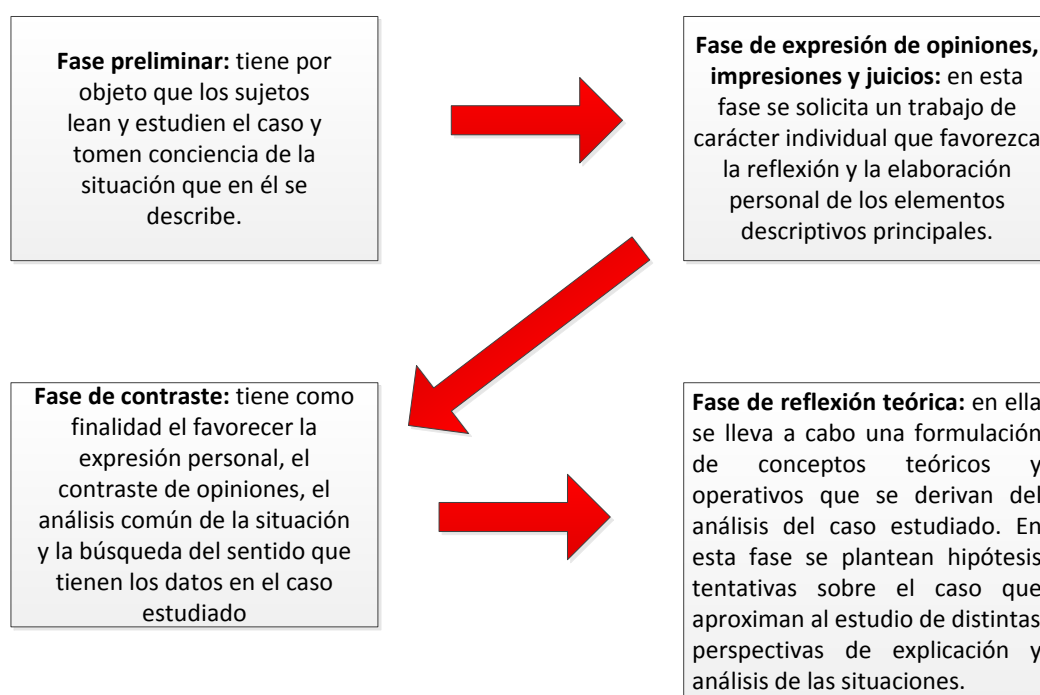 Fase preliminar: tiene por
objeto que los sujetos
lean y estudien el caso y
tomen conciencia de la
situación que en él se
describe.
Fase de expresión de opiniones,
impresiones y juicios: en esta
fase se solicita un trabajo de
carácter individual que favorezca
la reflexión y la elaboración
personal de los elementos
descriptivos principales.
Fase de contraste: tiene como
finalidad el favorecer la
expresión personal, el
contraste de opiniones, el
análisis común de la situación
y la búsqueda del sentido que
tienen los datos en el caso
estudiado
Fase de reflexión teórica: en ella
se lleva a cabo una formulación
de conceptos teóricos y
operativos que se derivan del
análisis del caso estudiado. En
esta fase se plantean hipótesis
tentativas sobre el caso que
aproximan al estudio de distintas
perspectivas de explicación y
análisis de las situaciones.